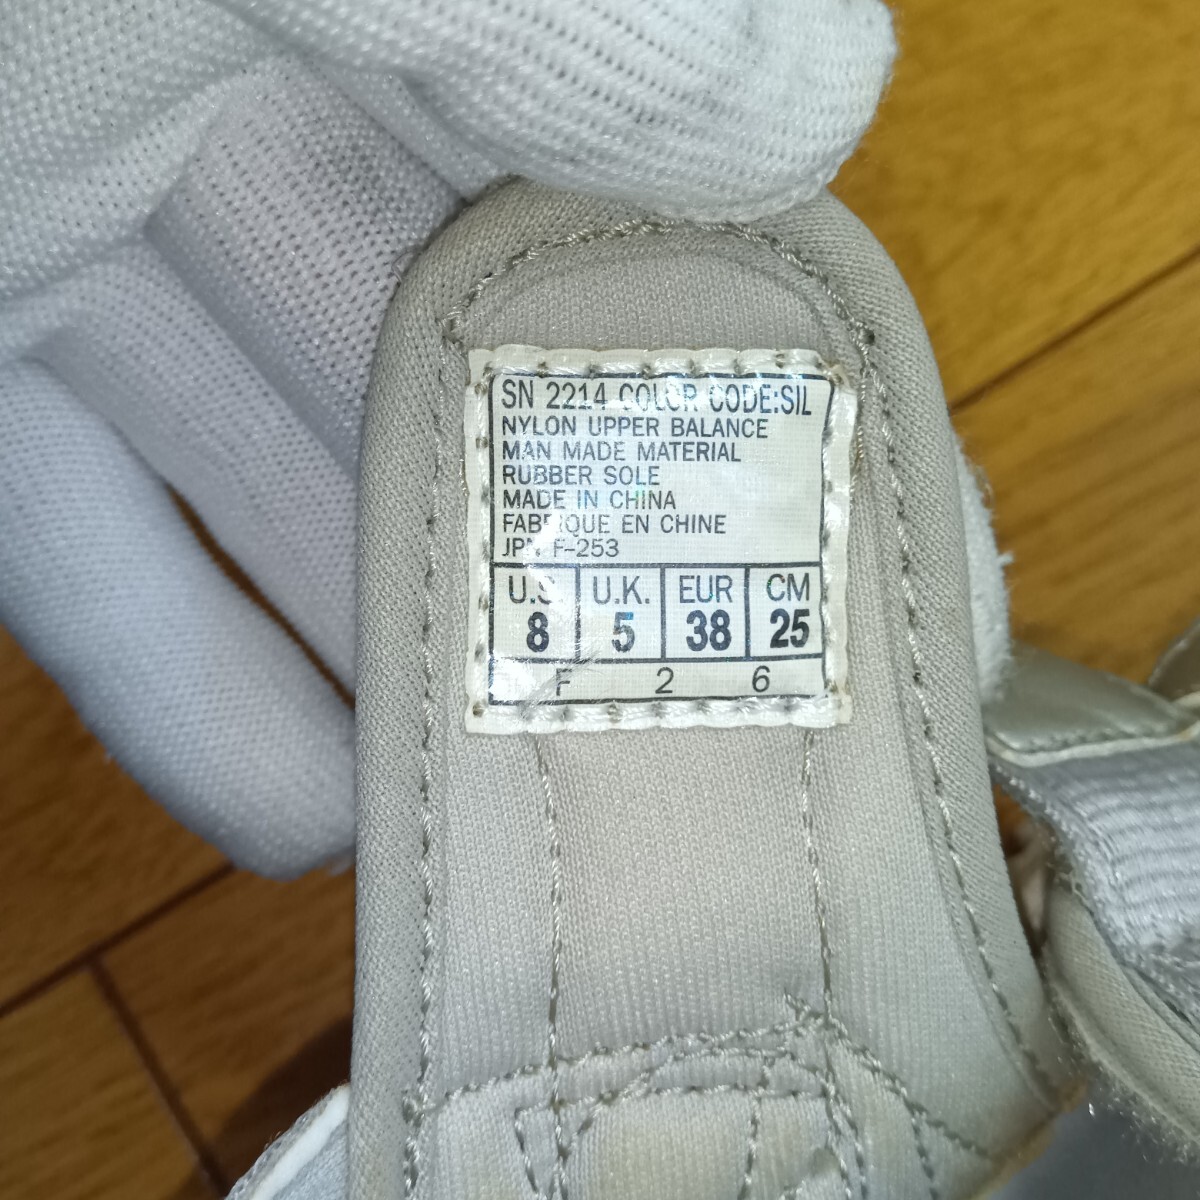 SN 2214 COLOR CODE:SIL
NYLON UPPER BALANCE
MAN MADE MATERIAL
RUBBER SOLE
MADE IN CHINA
FABRIQUE EN CHINE
JPN F-253
U.S. U.K. EUR CM
8 5 38 25
F 2 6